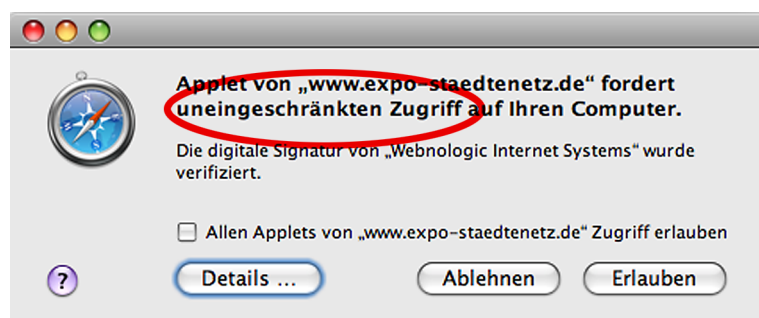 Applet von „www.expo-staedtenetz.de“ fordert
uneingeschränkten Zugriff auf Ihren Computer.
Die digitale Signatur von „Webnologic Internet Systems“ wurde
verifiziert.
Allen Applets von „www.expo-staedtenetz.de“ Zugriff erlauben
?
Details ...
Ablehnen
Erlauben